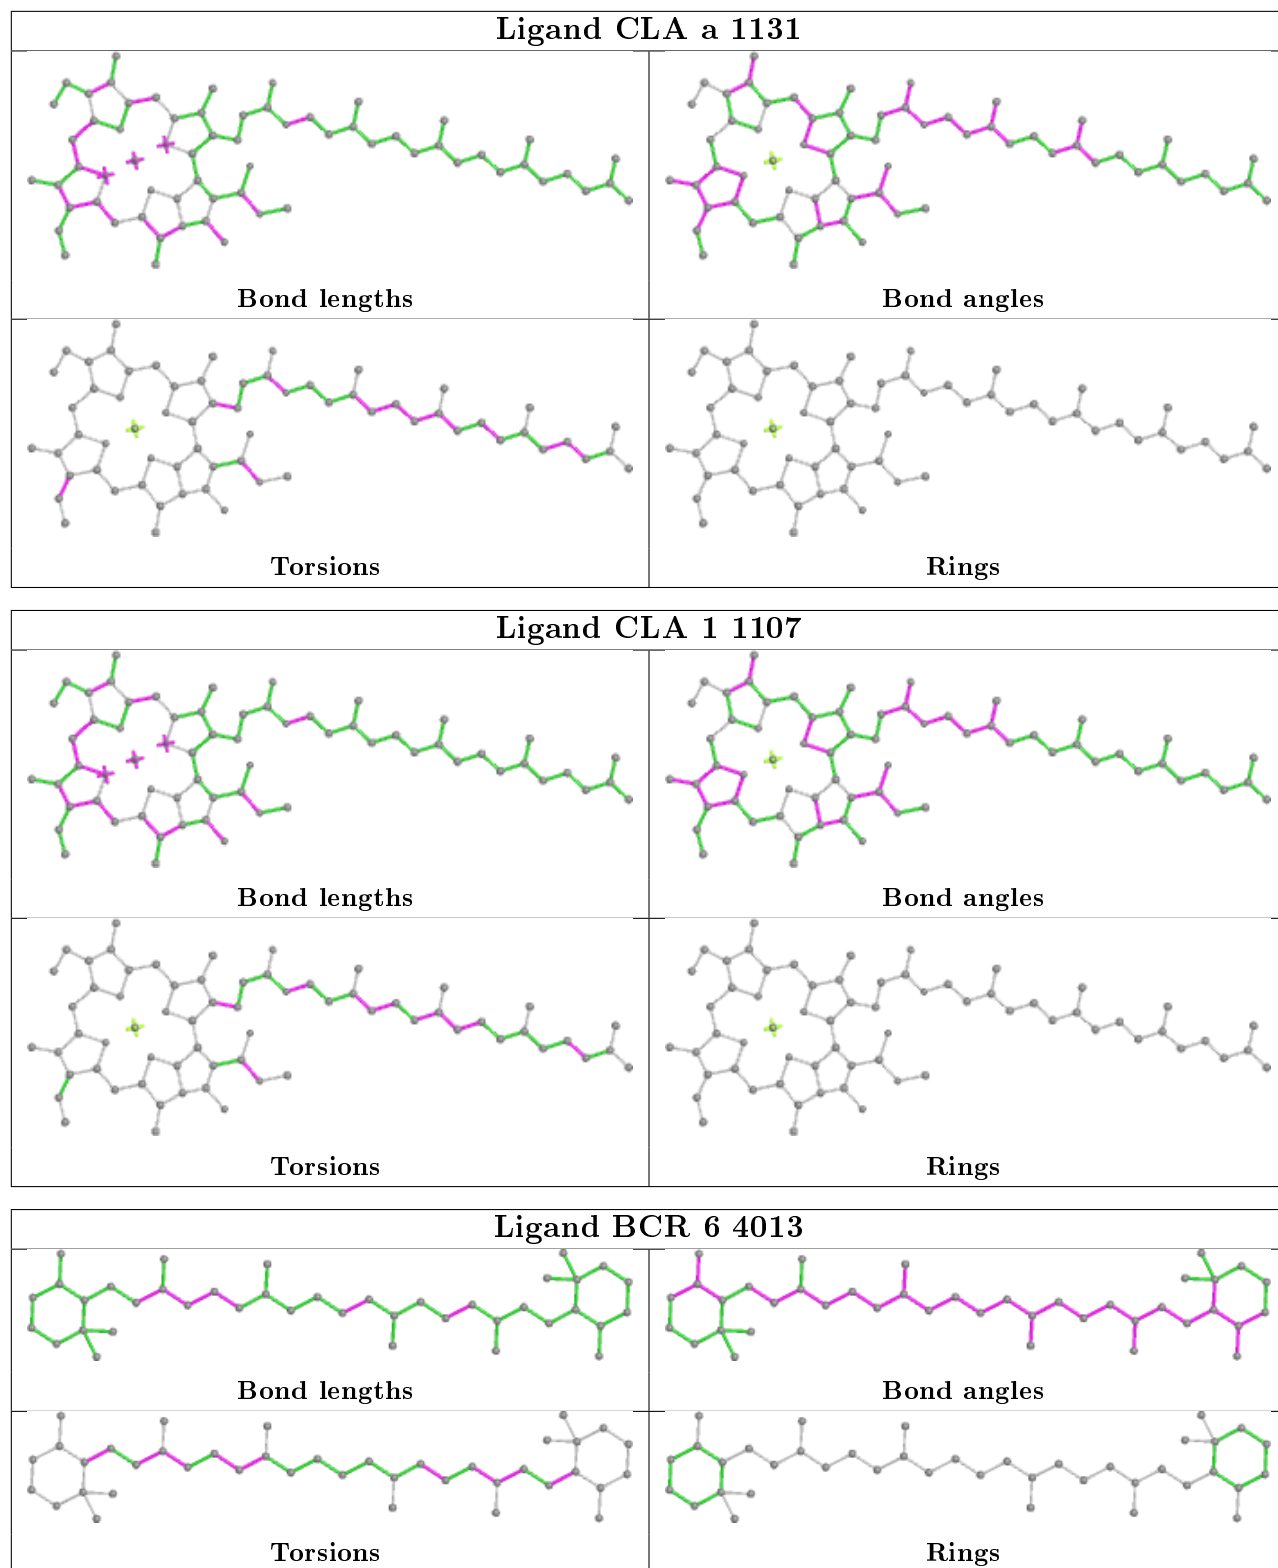 Ligand CLA a 1131
Bond lengths
Bond angles
Torsions
Rings
Ligand CLA 1 1107
Bond lengths
Bond angles
Torsions
Rings
Ligand BCR 6 4013
Bond lengths
Bond angles
Torsions
Rings